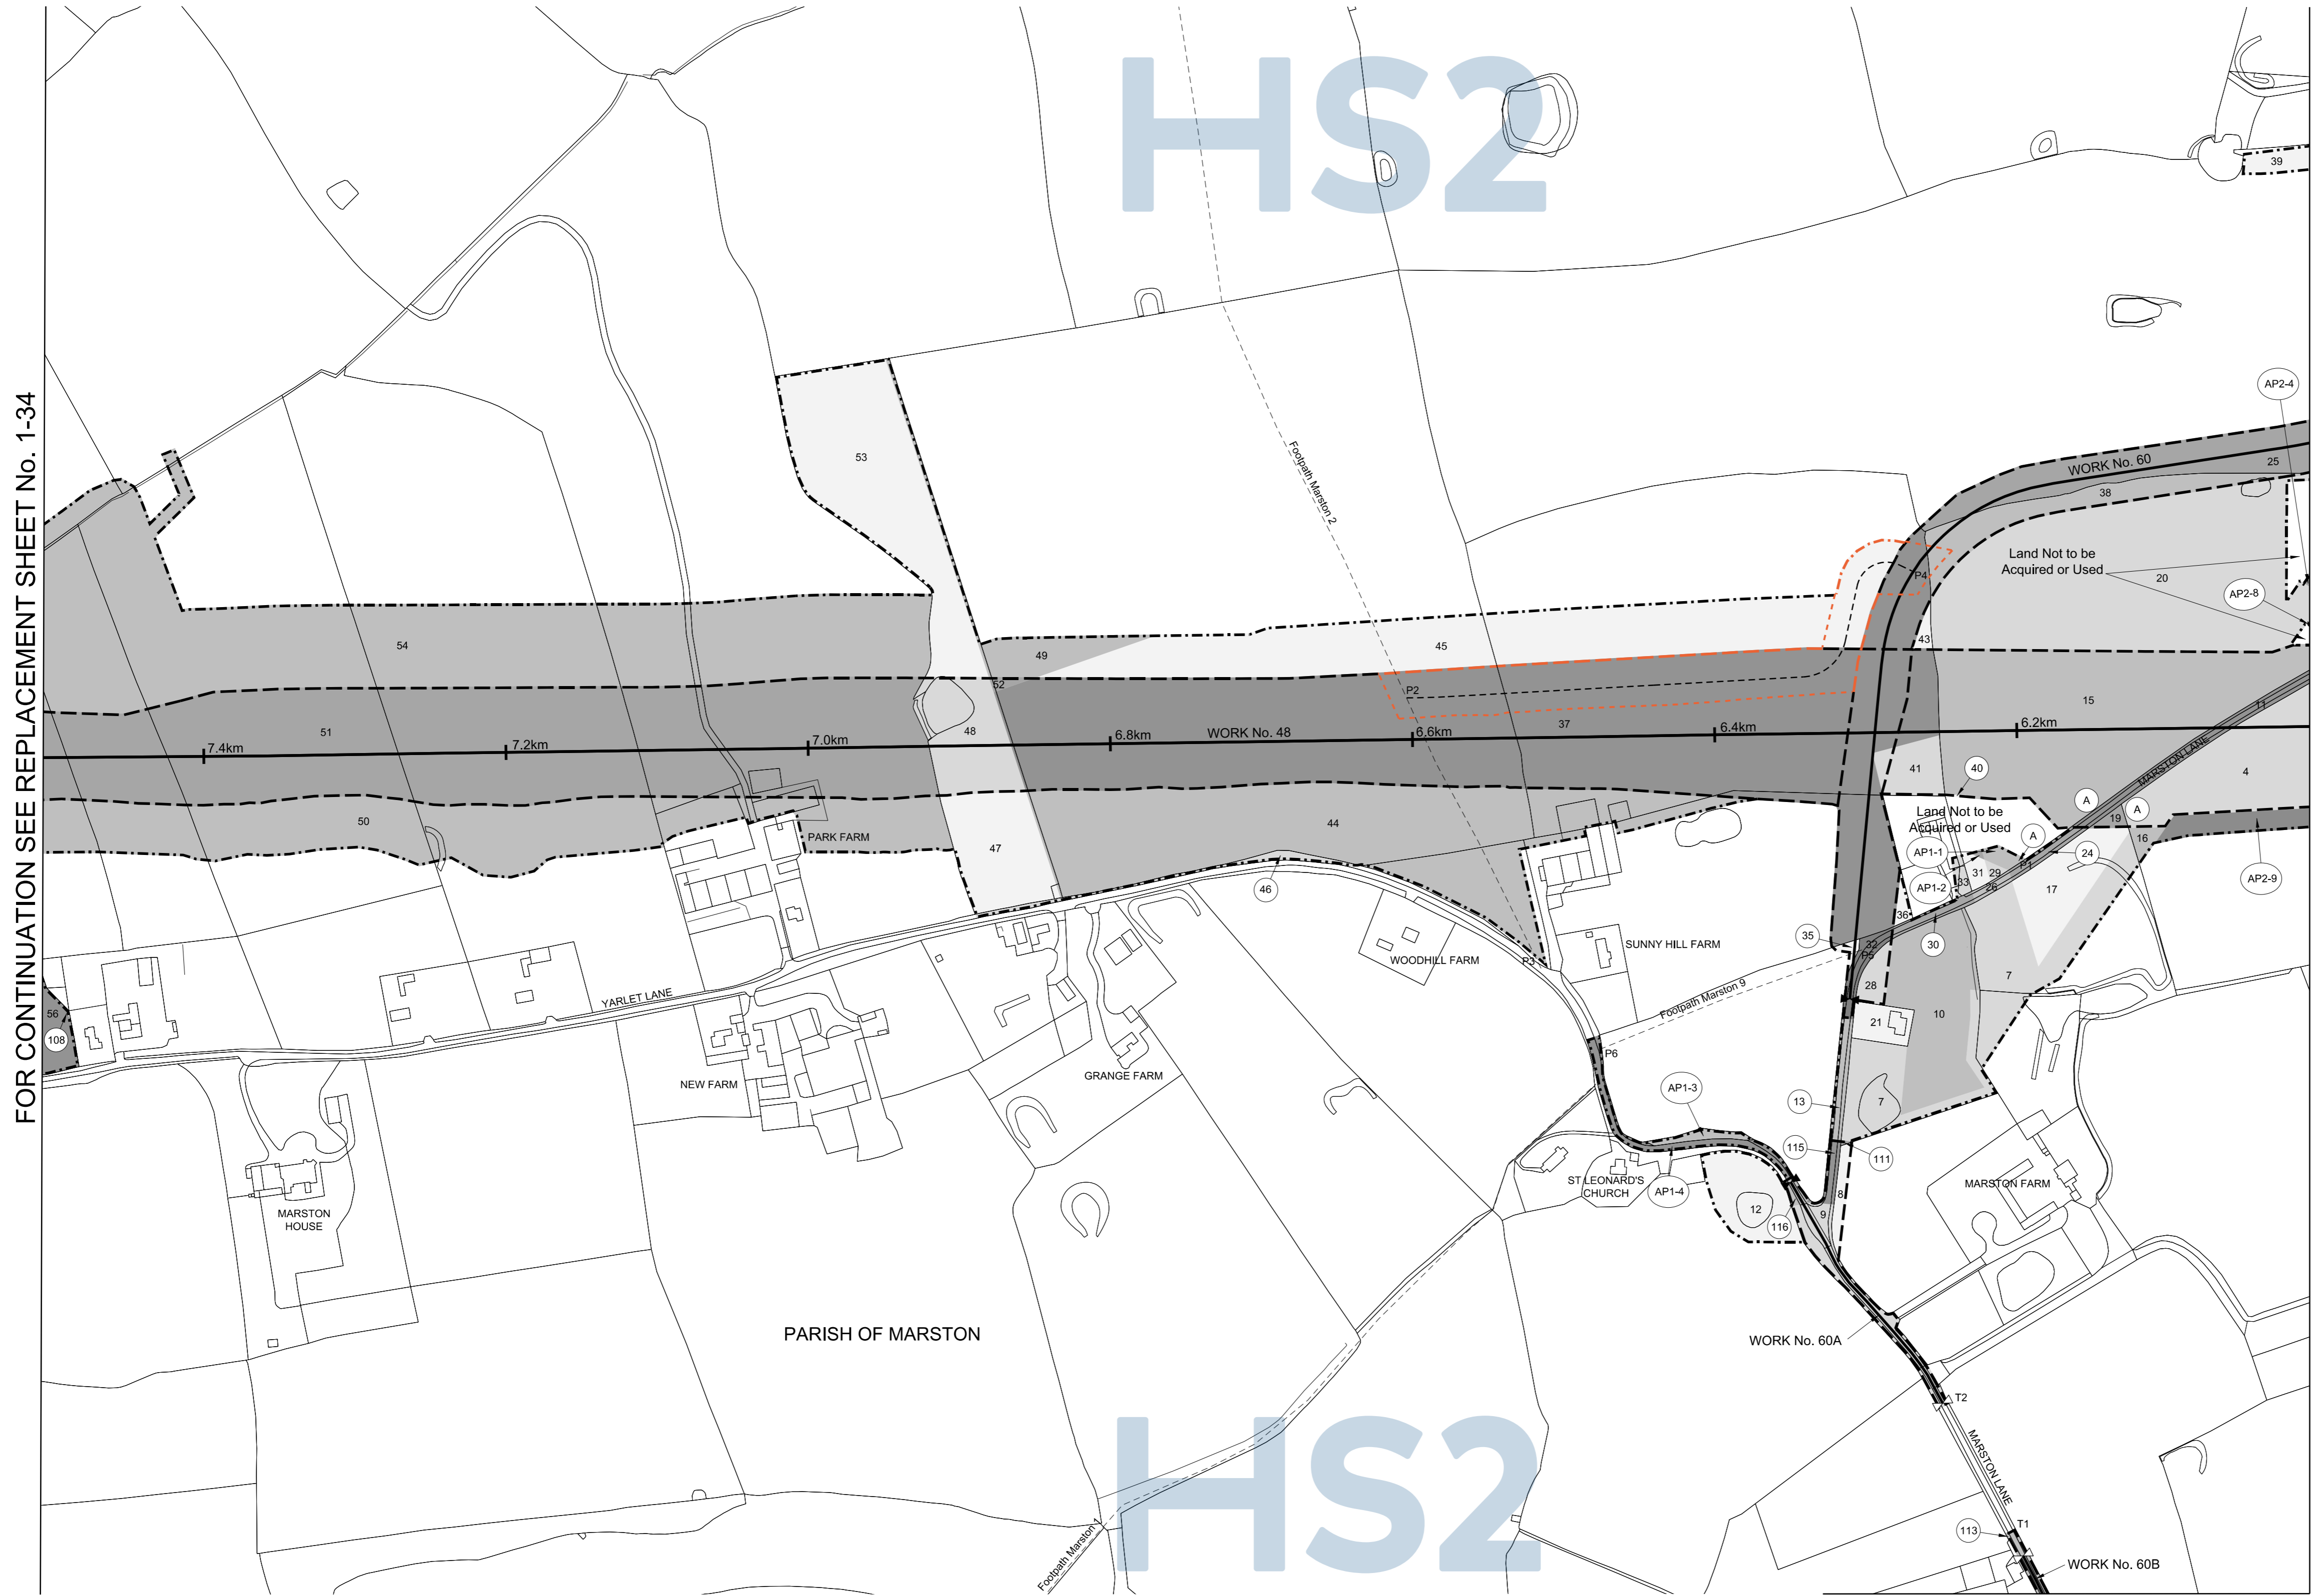 HS2
39
FOR CONTINUATION SEE REPLACEMENT SHEET No. 1-34
AP2-4
53
Footpath Marston 2
WORK No. 60
25
38
Land Not to be
Acquired or Used
20
P4
AP2-8
54
49
45
43
52
P2
15
11
51
48
37
7.4km
7.2km
7.0km
6.8km
WORK No. 48
6.6km
6.4km
6.2km
MARSTON LANE
41
40
4
A
A
Land Not to be
Acquired or Used
19
50
PARK FARM
44
47
A
16
AP1-1
P1
24
31
29
33
26
AP1-2
17
AP2-9
46
36
35
32
30
SUNNY HILL FARM
WOODHILL FARM
P3
P5
7
28
Footpath Marston 9
YARLET LANE
56
108
10
21
P6
NEW FARM
GRANGE FARM
AP1-3
13
7
115
111
ST LEONARD'S
CHURCH
AP1-4
MARSTON FARM
8
12
9
116
MARSTON
HOUSE
PARISH OF MARSTON
WORK No. 60A
T2
MARSTON LANE
HS2
Footpath Marston 1
113
T1
WORK No. 60B